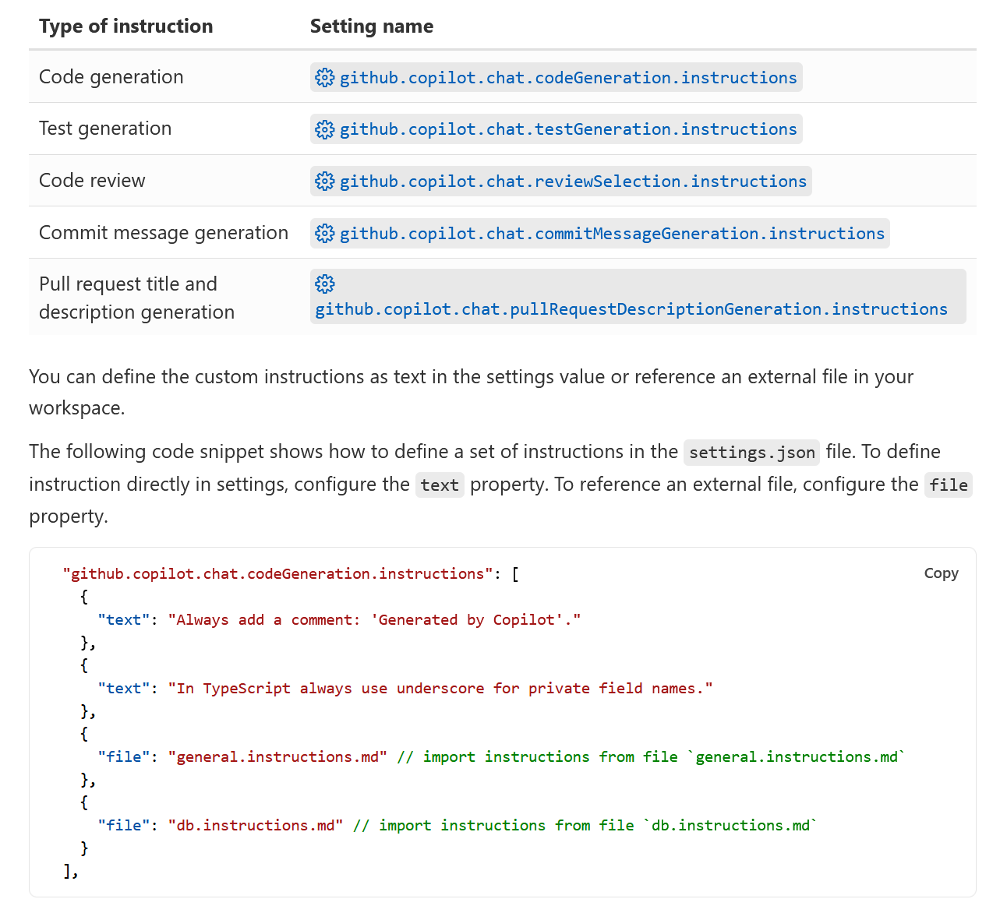 Type of instruction Setting name
Code generation github.copilot.chat.codeGeneration.instructions
Test generation github.copilot.chat.testGeneration.instructions
Code review github.copilot.chat.reviewSelection.instructions
Commit message generation github.copilot.chat.commitMessageGeneration.instructions
Pull request title and
description generation github.copilot.chat.pullRequestDescriptionGeneration.instructions
You can define the custom instructions as text in the settings value or reference an external file in your
workspace.
The following code snippet shows how to define a set of instructions in the settings.json file. To define
instruction directly in settings, configure the text property. To reference an external file, configure the file
property.
"github.copilot.chat.codeGeneration.instructions": [ Copy
{
"text": "Always add a comment: 'Generated by Copilot'."
},
{
"text": "In TypeScript always use underscore for private field names."
},
{
"file": "general.instructions.md" // import instructions from file `general.instructions.md`
},
{
"file": "db.instructions.md" // import instructions from file `db.instructions.md`
}
],